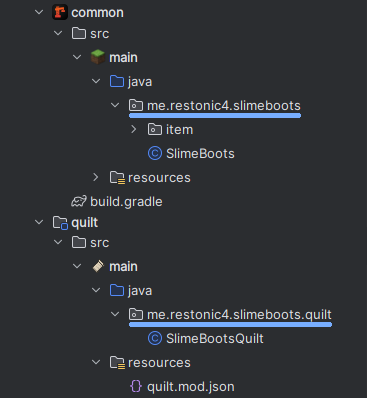 common
src
main
java
me.restonic4.slimeboots
item
SlimeBoots
resources
build.gradle
quilt
src
main
java
me.restonic4.slimeboots.quilt
SlimeBootsQuilt
resources
quilt.mod.json